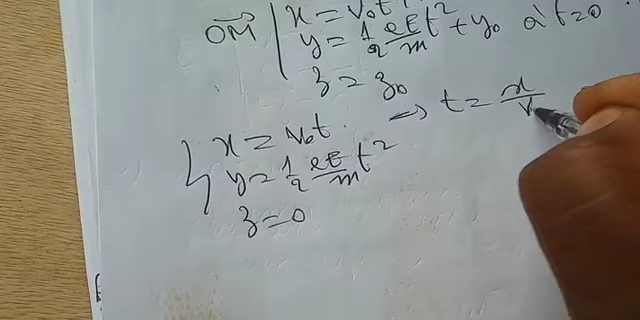 x = V₀t
OM y = 1/2 eE/m t² + y₀ à t=0
z = z₀
x = V₀t. ⇔ t = x/V
y = 1/2 eE/m t²
z = 0